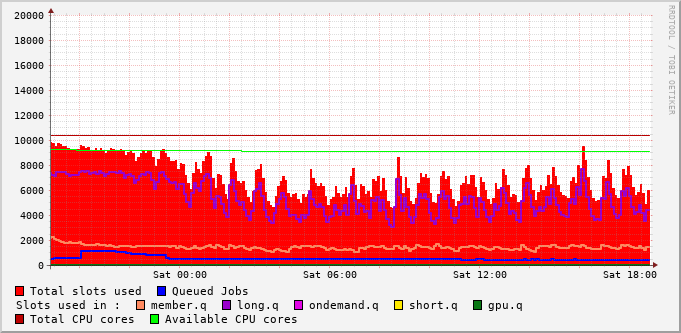 20000
18000
16000
14000
12000
10000
8000
6000
4000
2000
0
Sat 00:00 Sat 06:00 Sat 12:00 Sat 18:00
Total slots used Queued Jobs
Slots used in : member.q long.q ondemand.q short.q gpu.q
Total CPU cores Available CPU cores
RRDTOOL / TOBI OETIKER